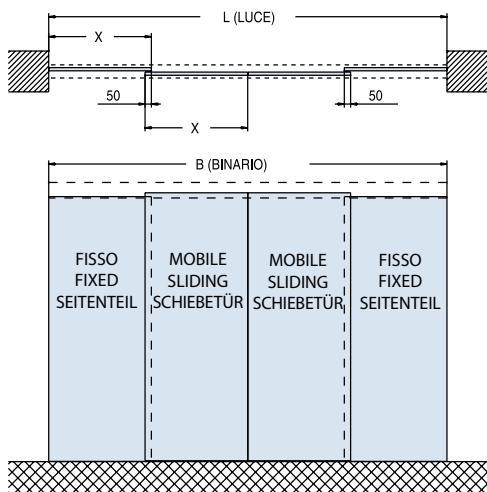 L (LUCE)
X
50
50
X
B (BINARIO)
FISSO
FIXED
SEITENTEIL
MOBILE
SLIDING
SCHIEBETÜR
MOBILE
SLIDING
SCHIEBETÜR
FISSO
FIXED
SEITENTEIL